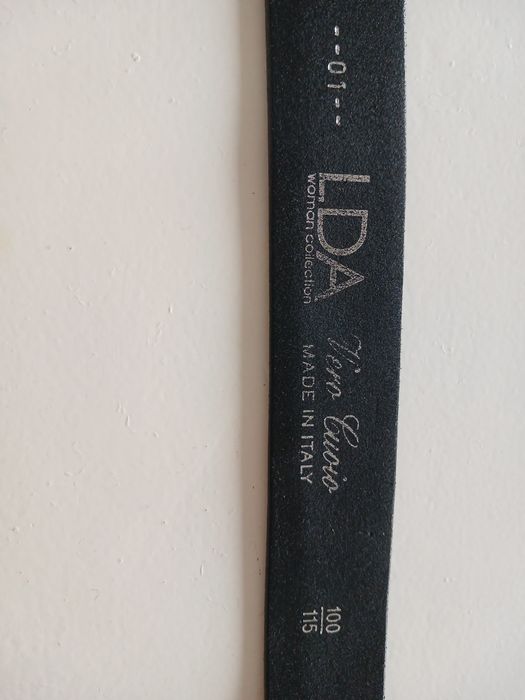 --01--
LDA
woman collection
Vero Cuoio
MADE IN ITALY
100
115